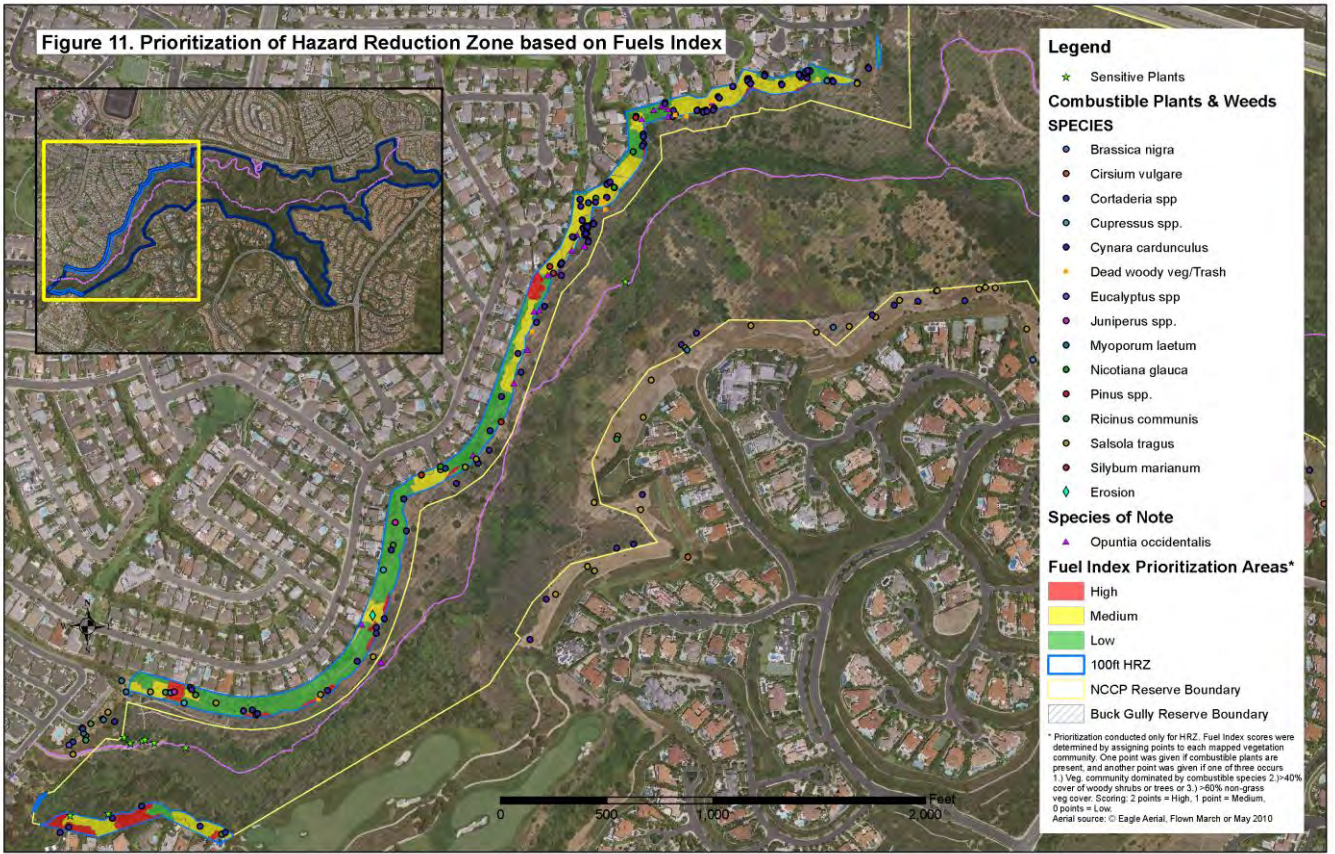 Figure 11. Prioritization of Hazard Reduction Zone based on Fuels Index
Legend
Sensitive Plants
Combustible Plants & Weeds
SPECIES
Brassica nigra
Cirsium vulgare
Cortaderia spp
Cupressus spp.
Cynara cardunculus
Dead woody veg/Trash
Eucalyptus spp
Juniperus spp.
Myoporum laetum
Nicotiana glauca
Pinus spp.
Ricinus communis
Salsola tragus
Silybum marianum
Erosion
Species of Note
Opuntia occidentalis
Fuel Index Prioritization Areas*
High
Medium
Low
100ft HRZ
NCCP Reserve Boundary
Buck Gully Reserve Boundary
* Prioritization conducted only for HRZ. Fuel Index scores were
determined by assigning points to each mapped vegetation
community. One point was given if combustible plants are
present, and another point was given if one of three occurs
1.) Veg. community dominated by combustible species 2.)>40%
cover of woody shrubs or trees or 3.) >60% non-grass
veg cover. Scoring: 2 points = High, 1 point = Medium,
0 points = Low.
Aerial source: © Eagle Aerial, Flown March or May 2010
N
W
Feet
0 500 1,000 2,000